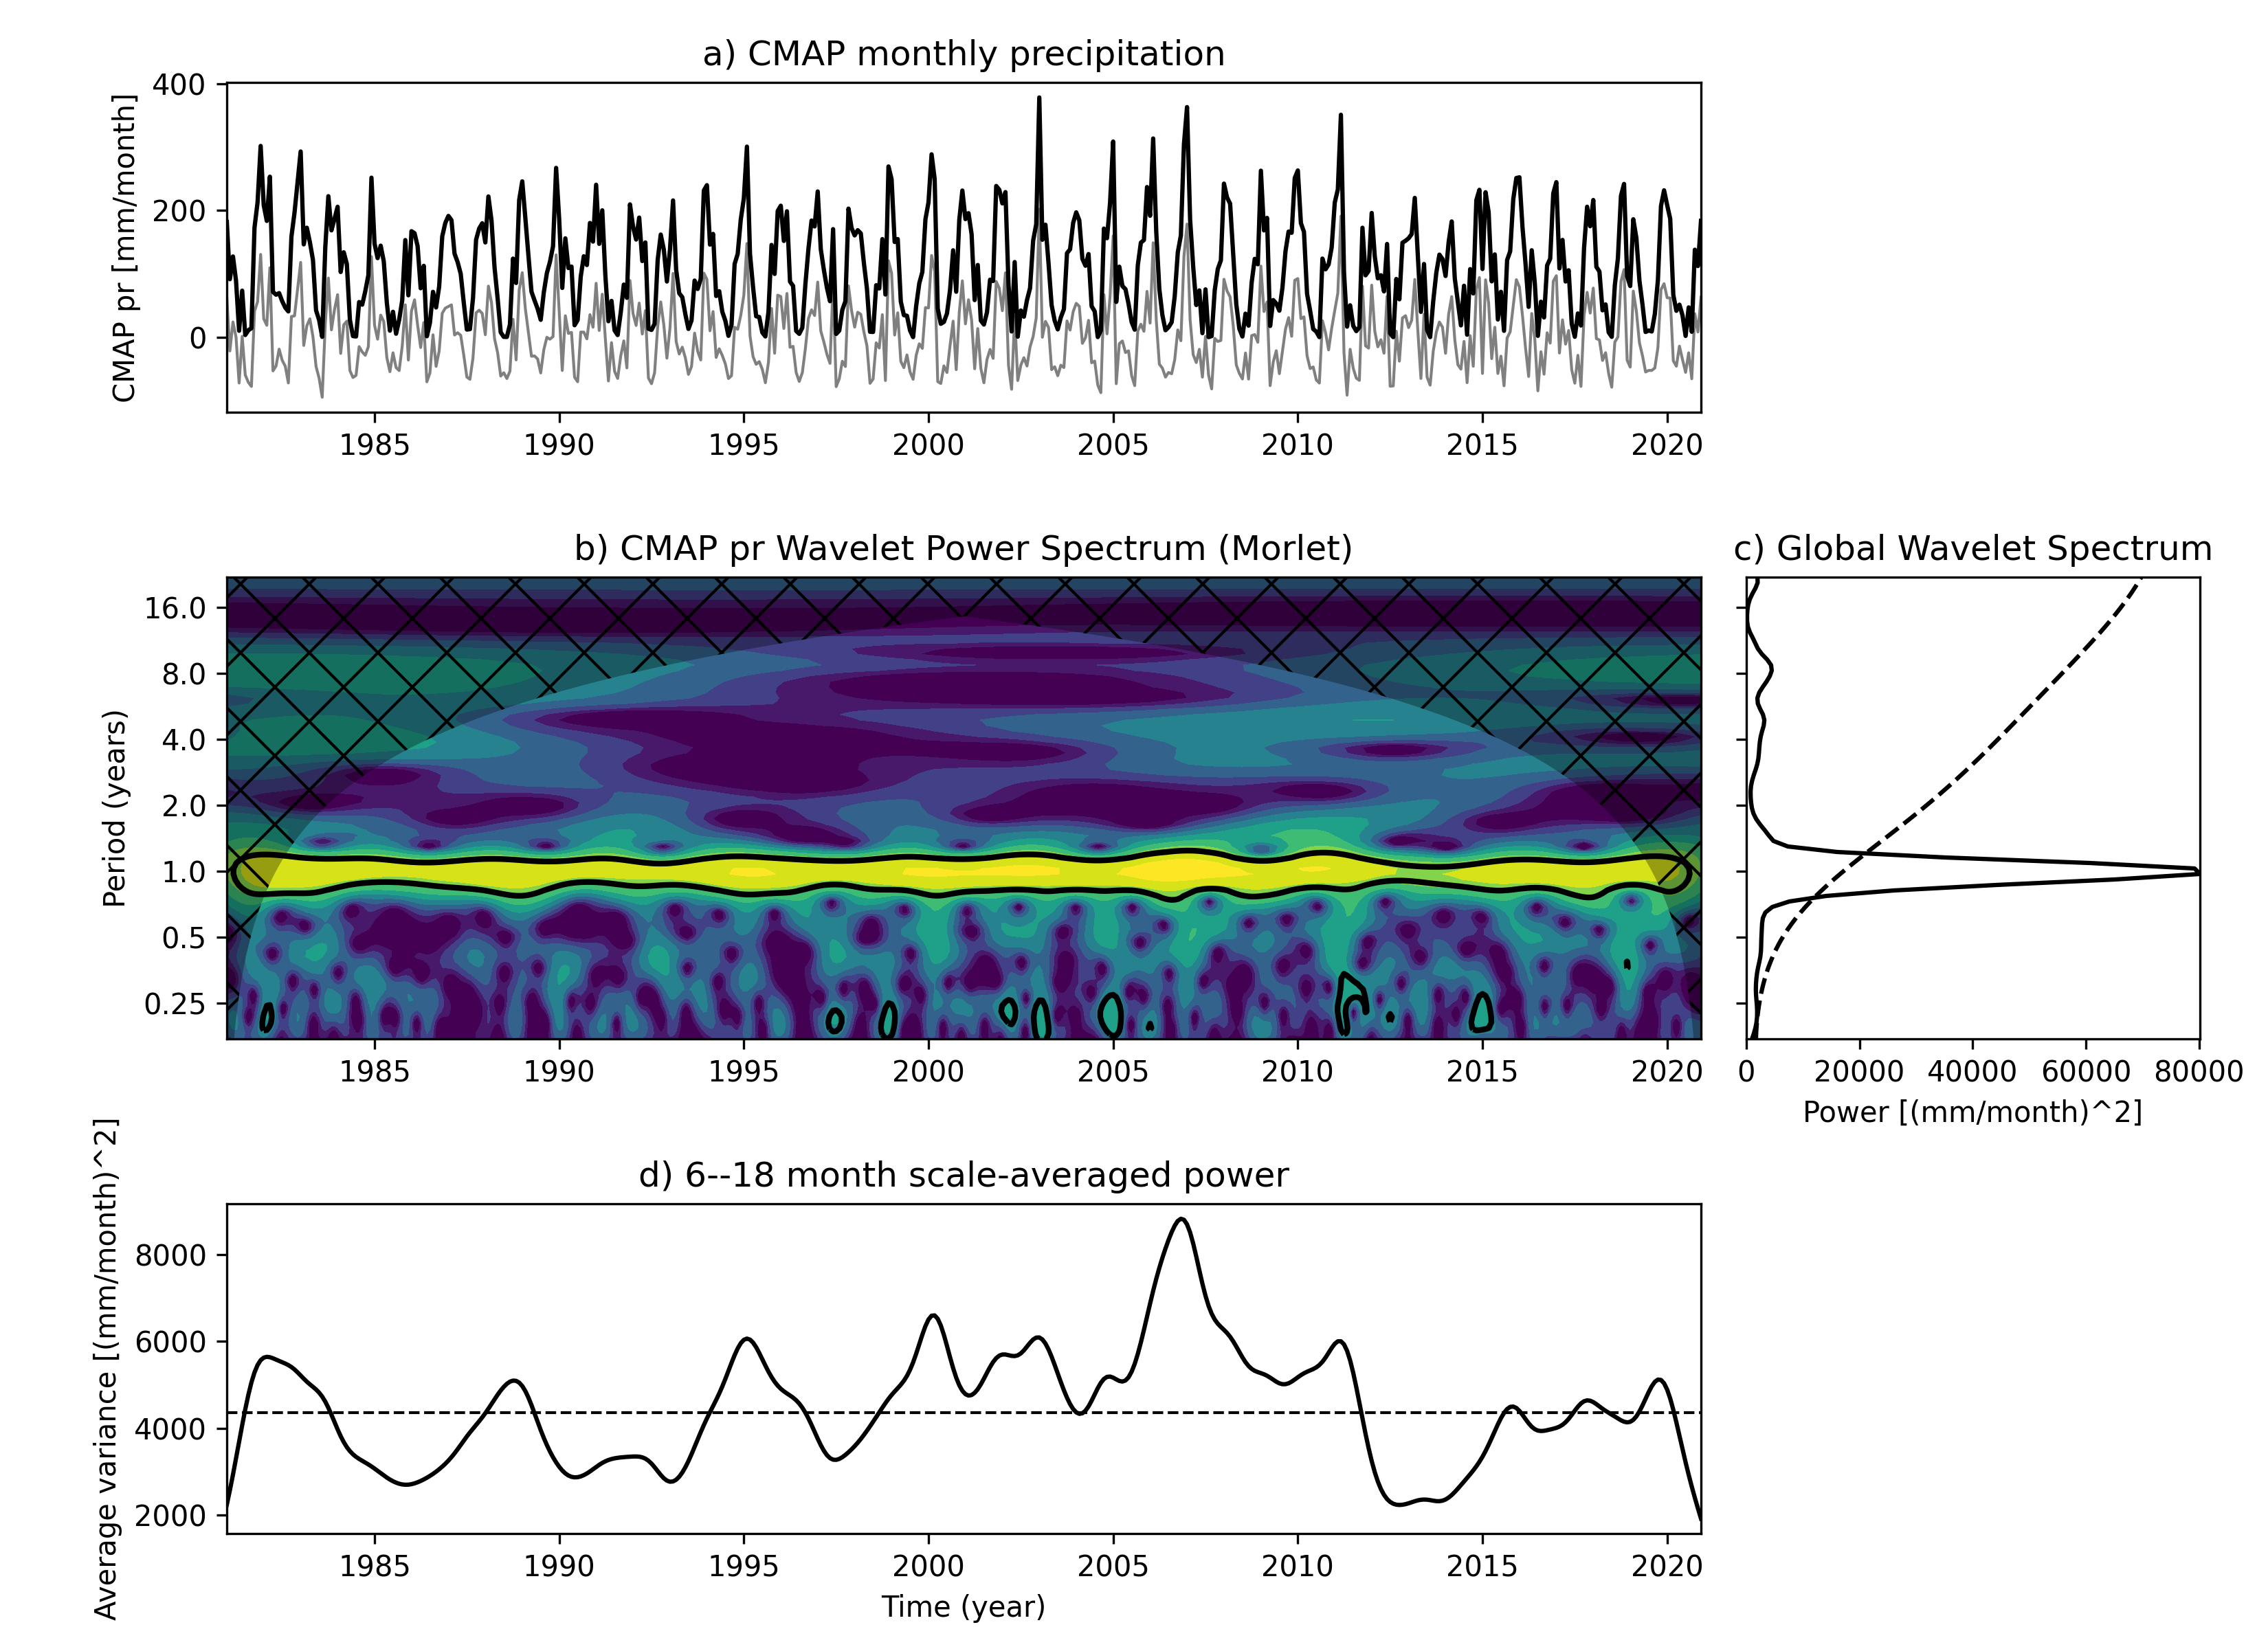 a) CMAP monthly precipitation
CMAP pr [mm/month]
400
200
0
1985 1990 1995 2000 2005 2010 2015 2020
b) CMAP pr Wavelet Power Spectrum (Morlet)
Period (years)
16.0
8.0
4.0
2.0
1.0
0.5
0.25
1985 1990 1995 2000 2005 2010 2015 2020
c) Global Wavelet Spectrum
0 20000 40000 60000 80000
Power [(mm/month)^2]
d) 6--18 month scale-averaged power
Average variance [(mm/month)^2]
8000
6000
4000
2000
1985 1990 1995 2000 2005 2010 2015 2020
Time (year)